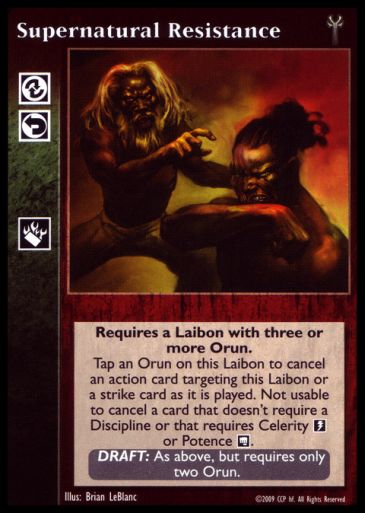 Supernatural Resistance
Requires a Laibon with three or
more Orun.
Tap an Orun on this Laibon to cancel
an action card targeting this Laibon or
a strike card as it is played. Not usable
to cancel a card that doesn't require a
Discipline or that requires Celerity
or Potence .
DRAFT: As above, but requires only
two Orun.
Illus: Brian LeBlanc
©2009 CCP hf. All Rights Reserved